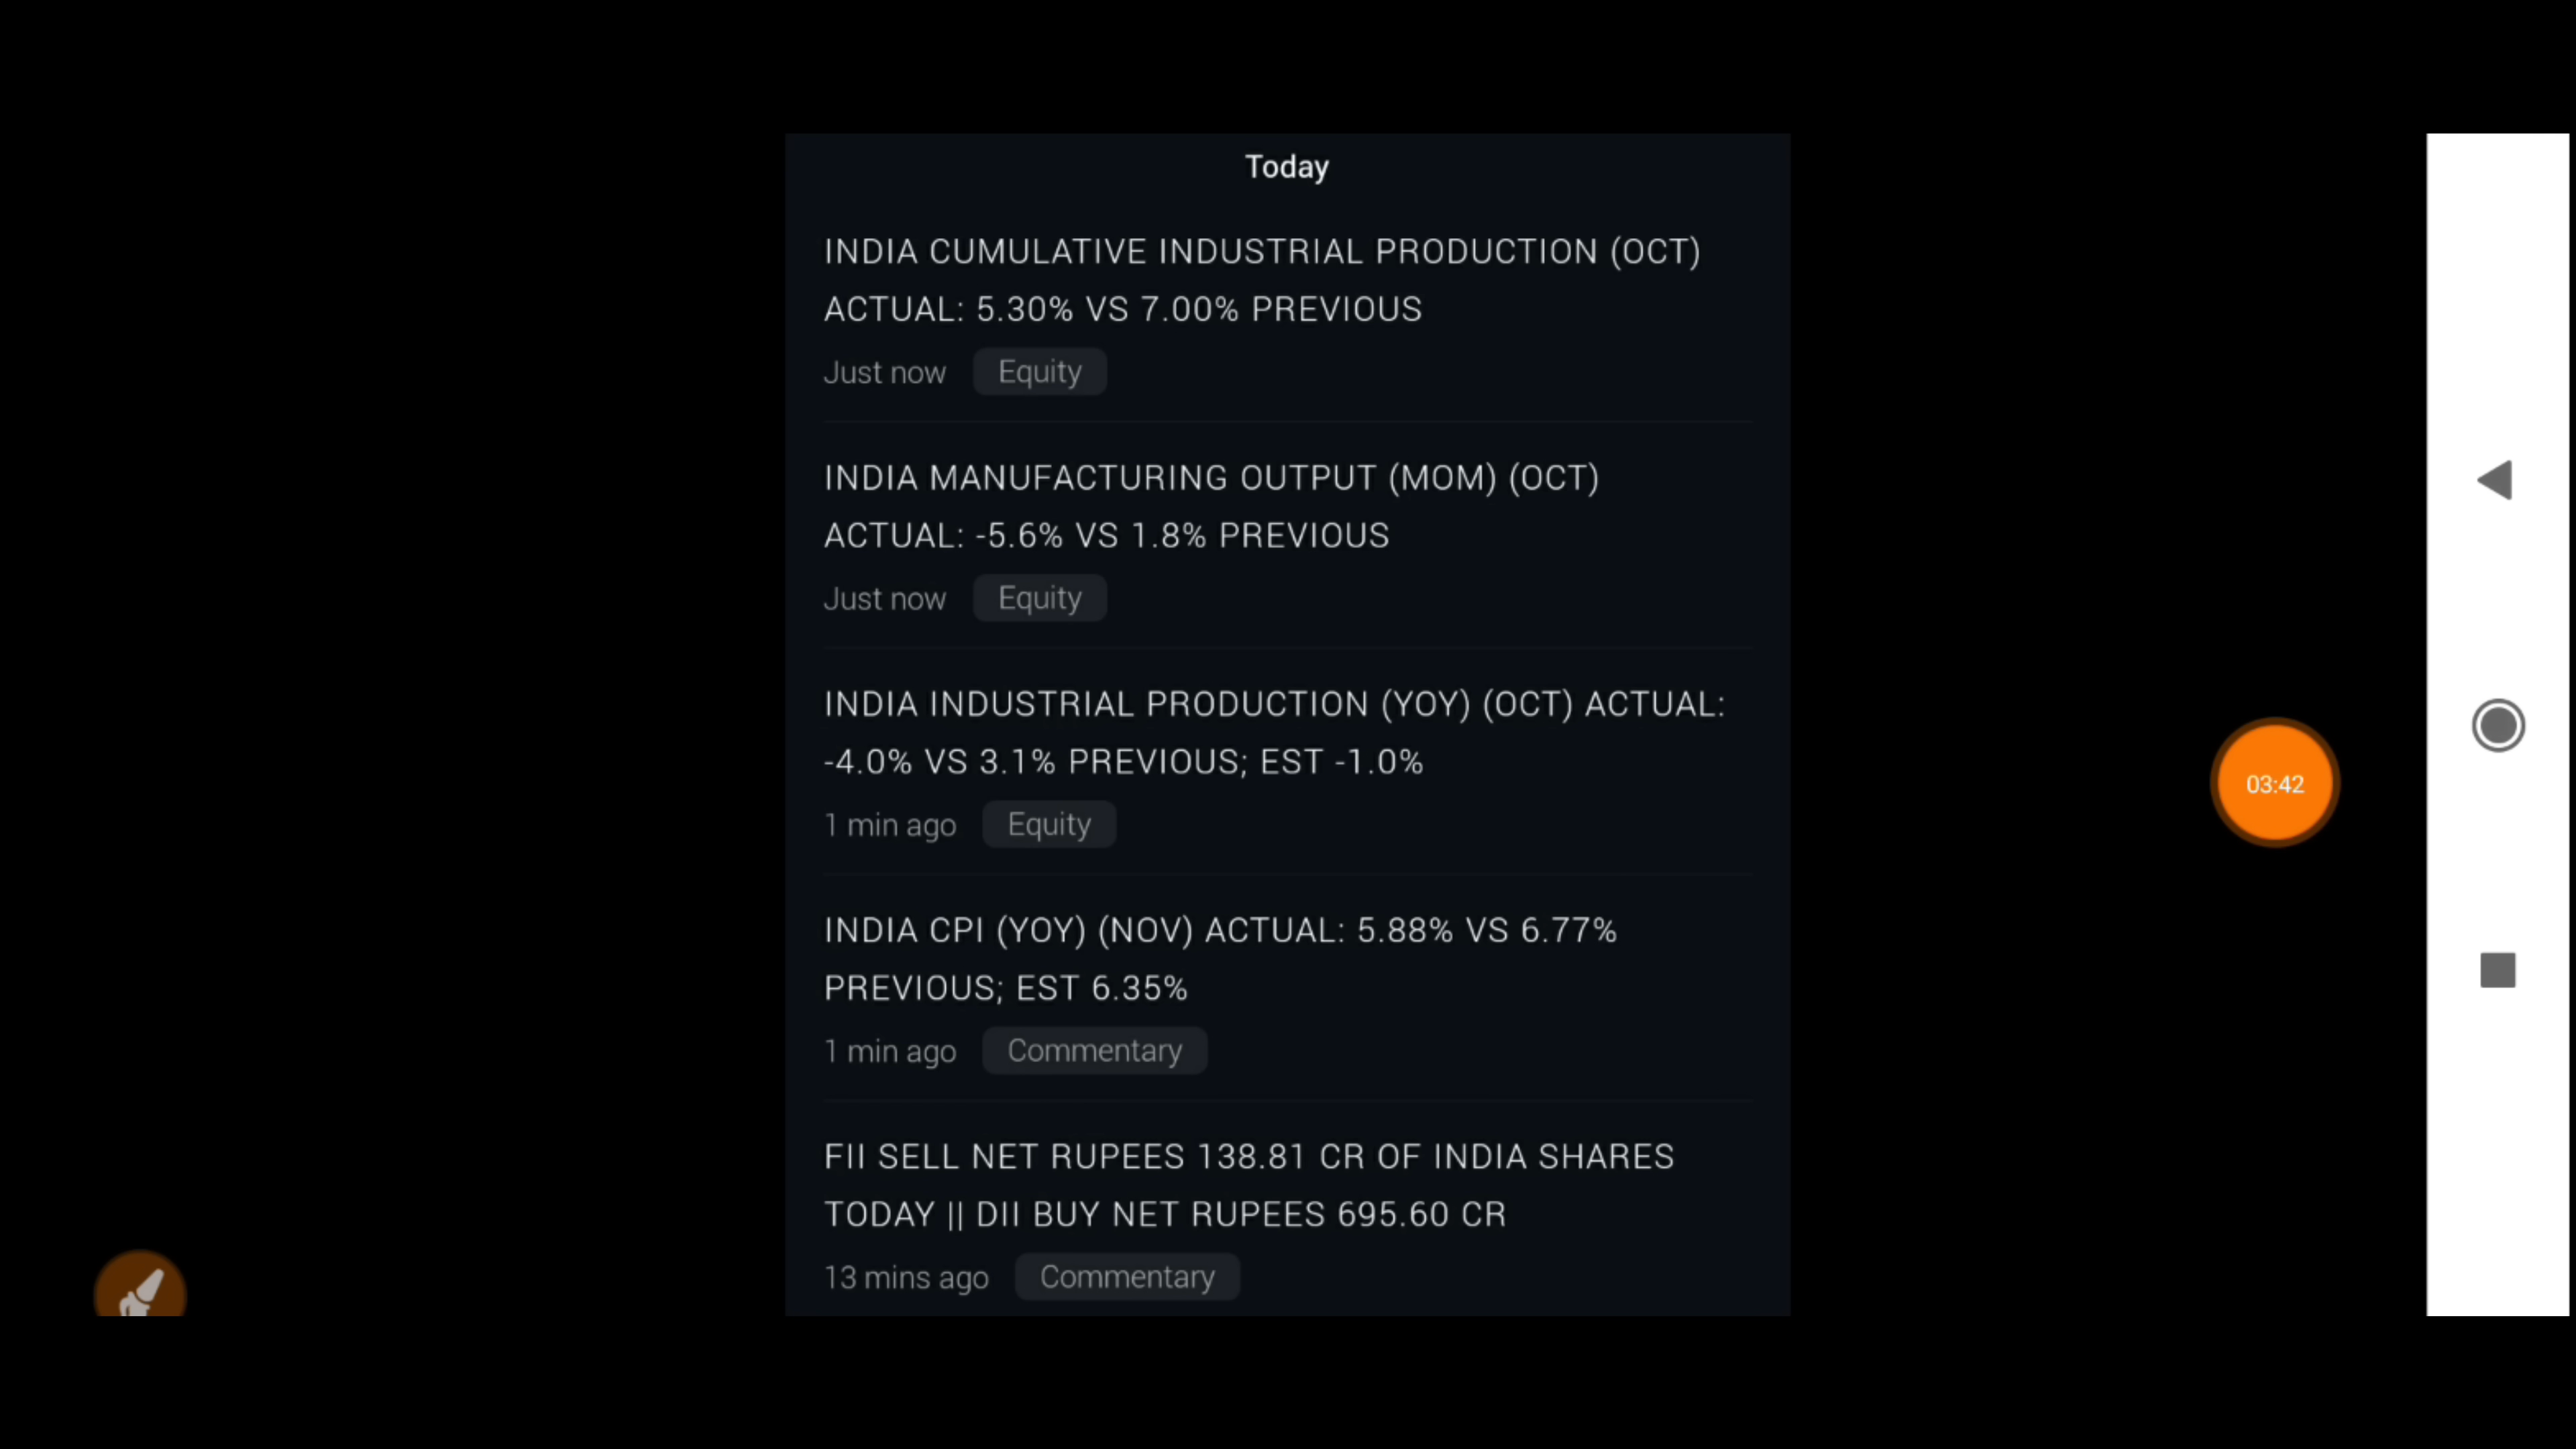 Today
INDIA CUMULATIVE INDUSTRIAL PRODUCTION (OCT)
ACTUAL: 5.30% VS 7.00% PREVIOUS
Just now Equity
INDIA MANUFACTURING OUTPUT (MOM) (OCT)
ACTUAL: -5.6% VS 1.8% PREVIOUS
Just now Equity
INDIA INDUSTRIAL PRODUCTION (YOY) (OCT) ACTUAL:
-4.0% VS 3.1% PREVIOUS; EST -1.0%
1 min ago Equity
03:42
INDIA CPI (YOY) (NOV) ACTUAL: 5.88% VS 6.77%
PREVIOUS; EST 6.35%
1 min ago Commentary
FII SELL NET RUPEES 138.81 CR OF INDIA SHARES
TODAY || DII BUY NET RUPEES 695.60 CR
13 mins ago Commentary